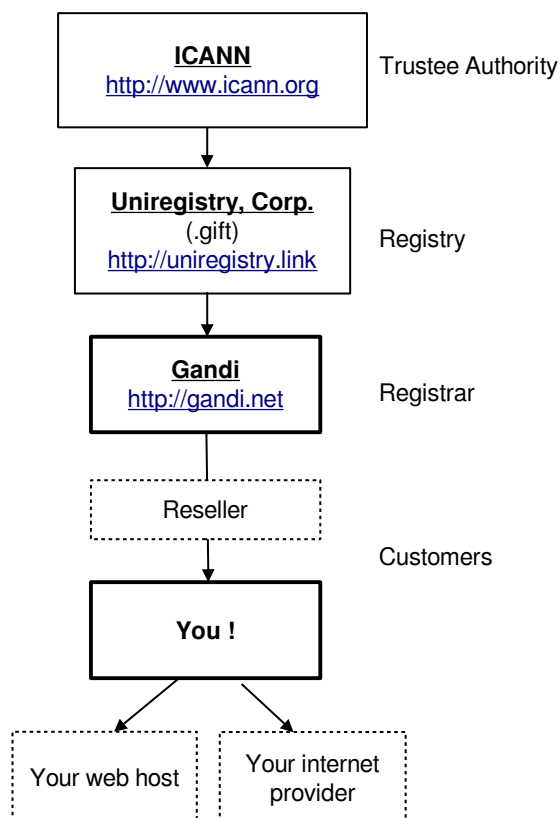 ICANN
http://www.icann.org
Trustee Authority
Uniregistry, Corp.
(.gift)
http://uniregistry.link
Registry
Gandi
http://gandi.net
Registrar
Reseller
Customers
You !
Your web host
Your internet
provider